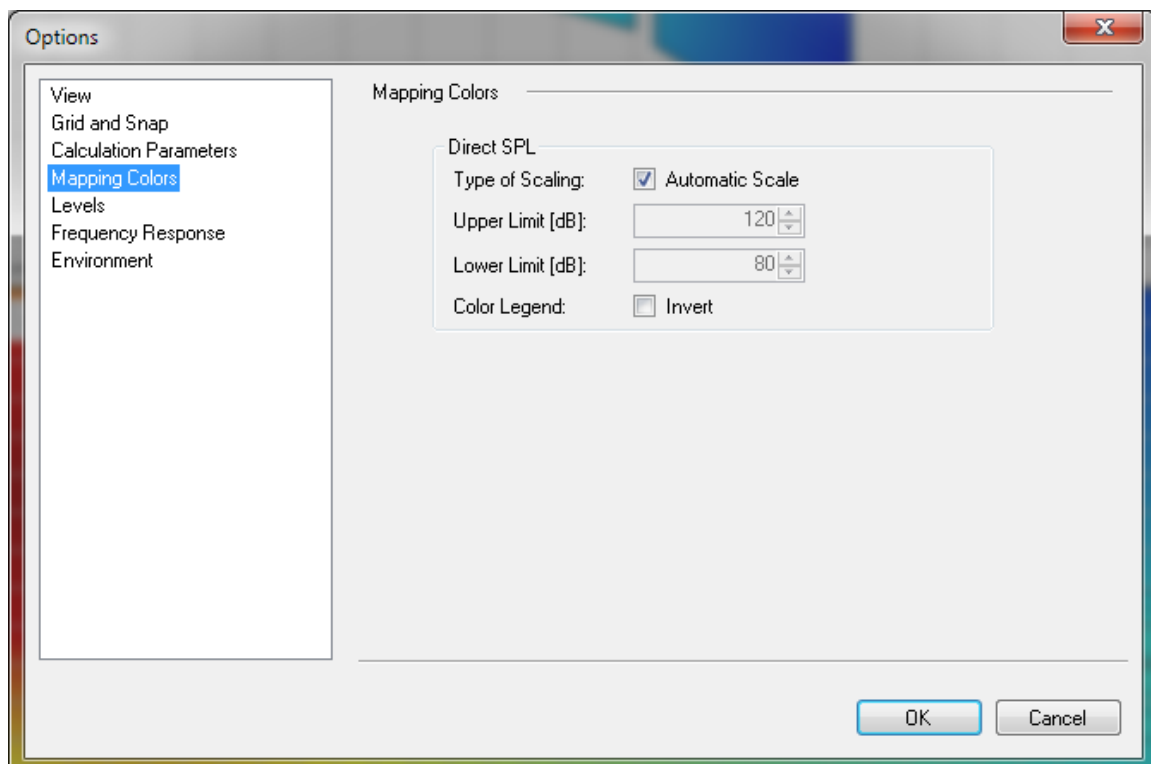 Options
View
Grid and Snap
Calculation Parameters
Mapping Colors
Levels
Frequency Response
Environment
Mapping Colors
Direct SPL
Type of Scaling: Automatic Scale
Upper Limit [dB]: 120
Lower Limit [dB]: 80
Color Legend: Invert
OK Cancel